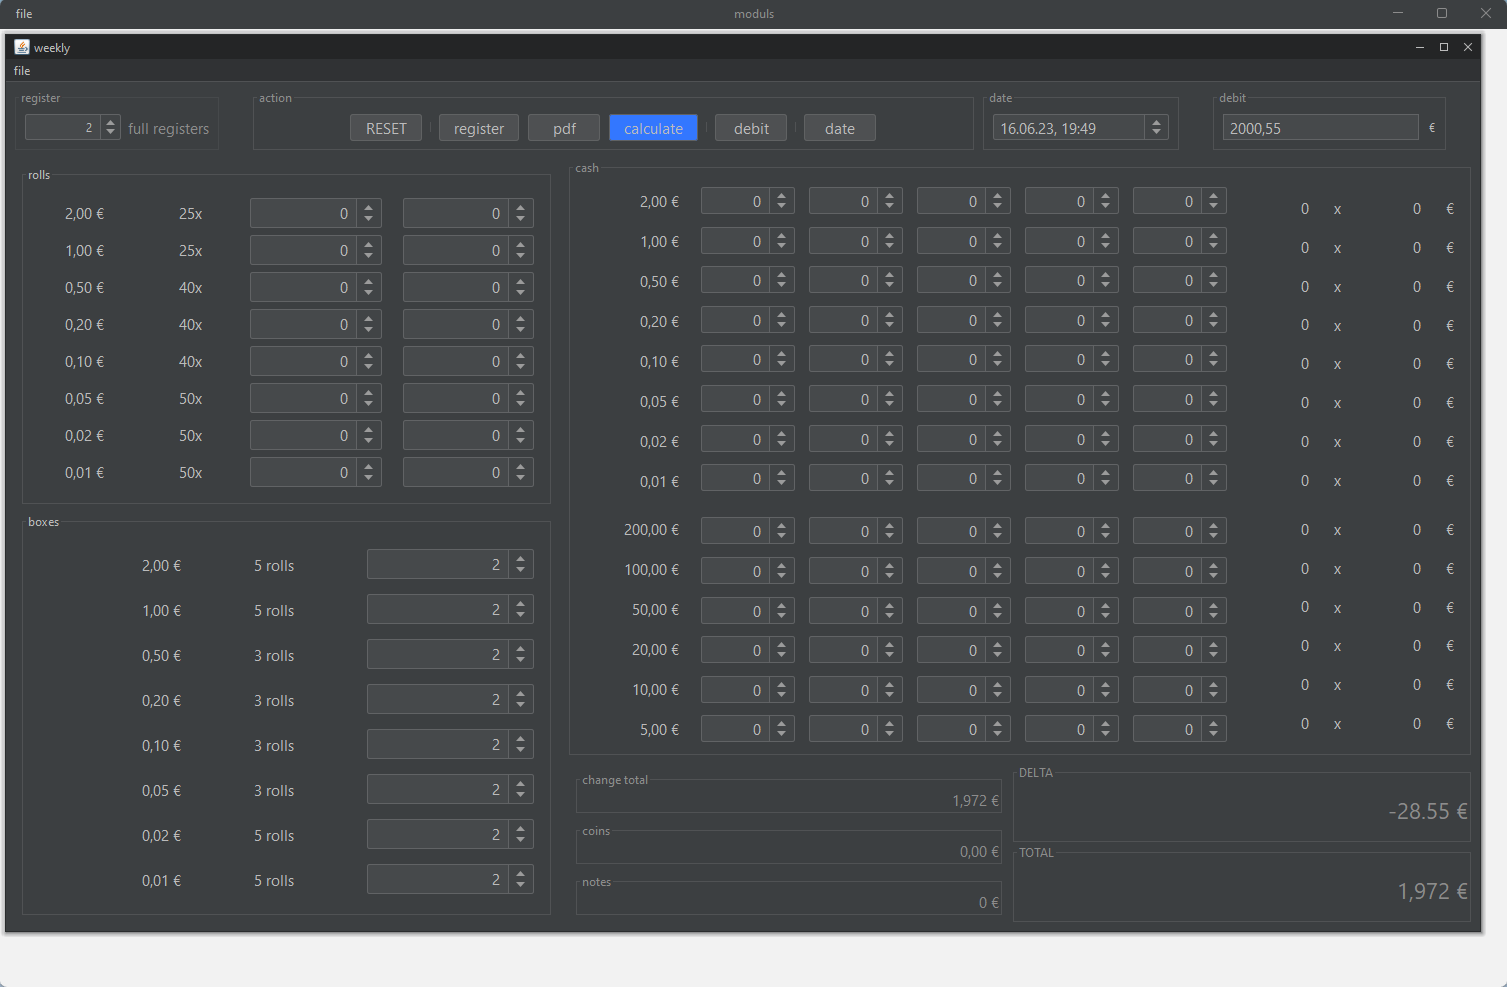 file moduls
weekly
file
register action date debit
2 full registers RESET register pdf calculate debit date 16.06.23, 19:49 2000,55 €
rolls
2,00 € 25x 0 0
1,00 € 25x 0 0
0,50 € 40x 0 0
0,20 € 40x 0 0
0,10 € 40x 0 0
0,05 € 50x 0 0
0,02 € 50x 0 0
0,01 € 50x 0 0
boxes
2,00 € 5 rolls 2
1,00 € 5 rolls 2
0,50 € 3 rolls 2
0,20 € 3 rolls 2
0,10 € 3 rolls 2
0,05 € 3 rolls 2
0,02 € 5 rolls 2
0,01 € 5 rolls 2
cash
2,00 € 0 0 0 0 0 0 x 0 €
1,00 € 0 0 0 0 0 0 x 0 €
0,50 € 0 0 0 0 0 0 x 0 €
0,20 € 0 0 0 0 0 0 x 0 €
0,10 € 0 0 0 0 0 0 x 0 €
0,05 € 0 0 0 0 0 0 x 0 €
0,02 € 0 0 0 0 0 0 x 0 €
0,01 € 0 0 0 0 0 0 x 0 €
200,00 € 0 0 0 0 0 0 x 0 €
100,00 € 0 0 0 0 0 0 x 0 €
50,00 € 0 0 0 0 0 0 x 0 €
20,00 € 0 0 0 0 0 0 x 0 €
10,00 € 0 0 0 0 0 0 x 0 €
5,00 € 0 0 0 0 0 0 x 0 €
change total
1,972 €
coins
0,00 €
notes
0 €
DELTA
-28.55 €
TOTAL
1,972 €